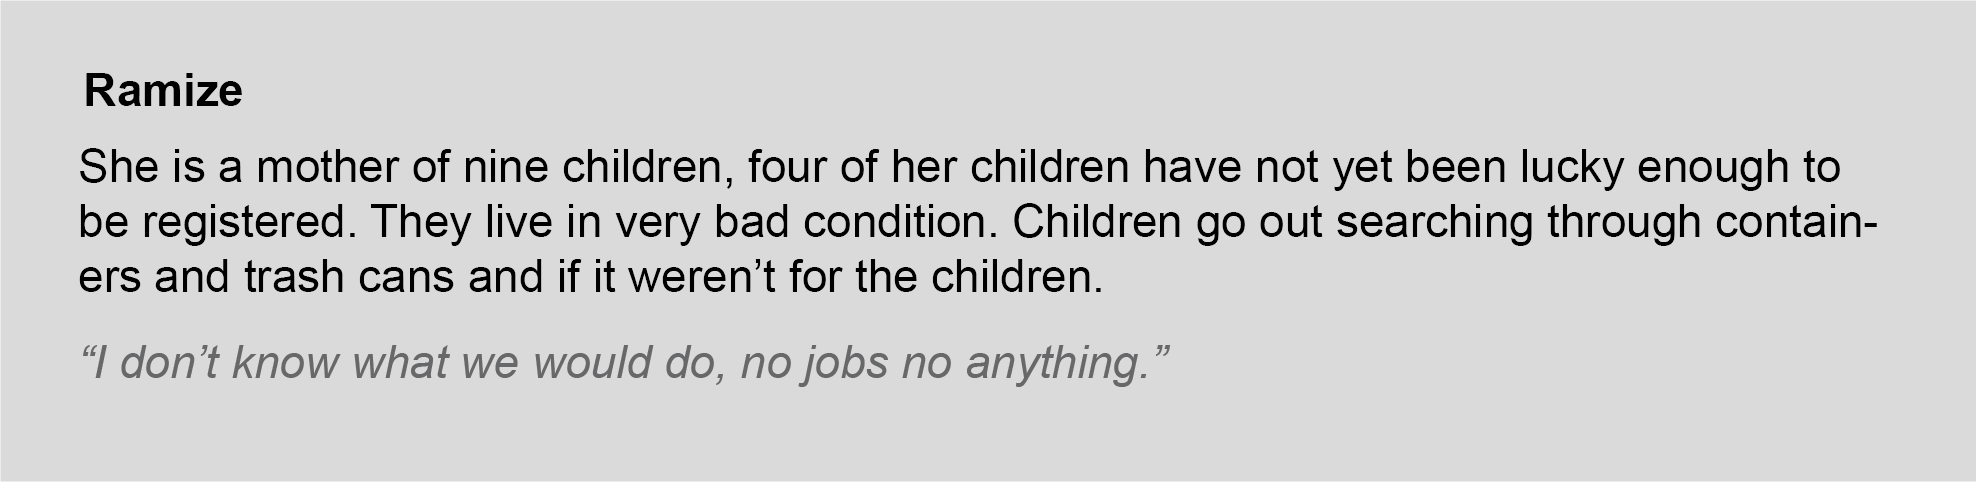 Ramize
She is a mother of nine children, four of her children have not yet been lucky enough to
be registered. They live in very bad condition. Children go out searching through contain-
ers and trash cans and if it weren’t for the children.
“I don’t know what we would do, no jobs no anything.”